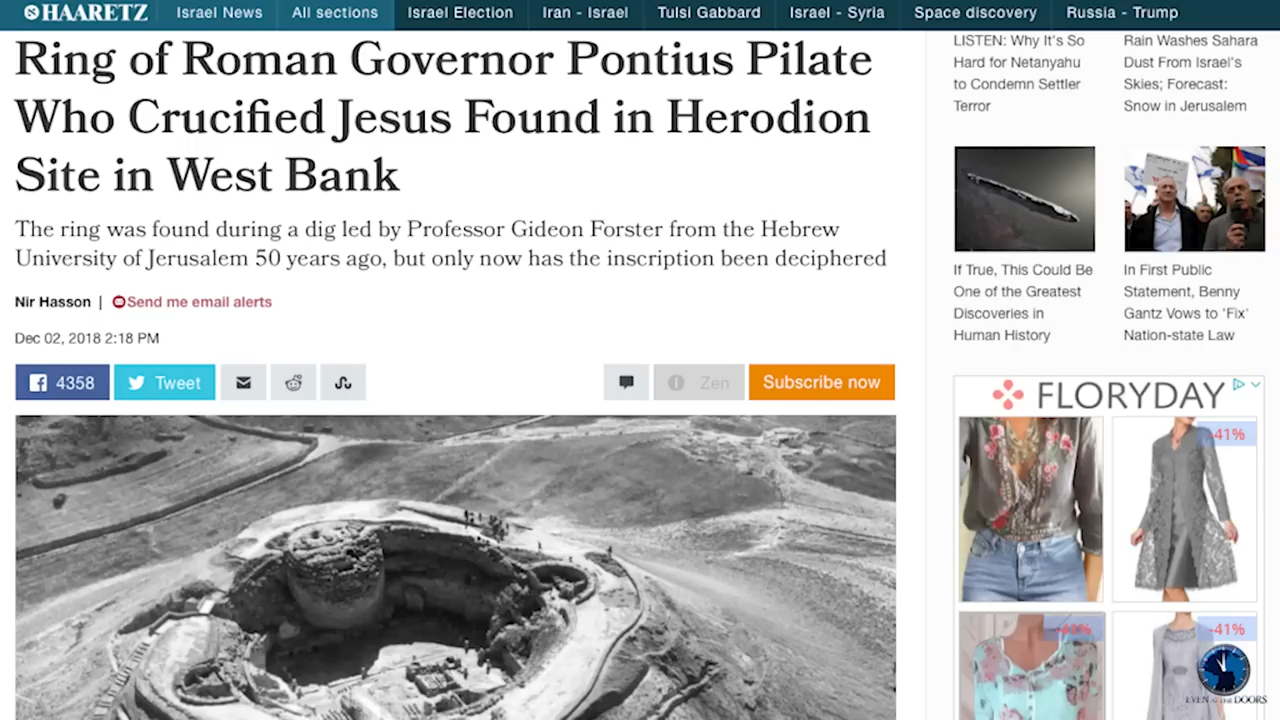 HAARETZ
Israel News
All sections
Israel Election
Iran - Israel
Tulsi Gabbard
Israel - Syria
Space discovery
Russia - Trump
Ring of Roman Governor Pontius Pilate
Who Crucified Jesus Found in Herodion
Site in West Bank
The ring was found during a dig led by Professor Gideon Forster from the Hebrew
University of Jerusalem 50 years ago, but only now has the inscription been deciphered
Nir Hasson | Send me email alerts
Dec 02, 2018 2:18 PM
4358
Tweet
Zen
Subscribe now
LISTEN: Why It's So
Hard for Netanyahu
to Condemn Settler
Terror
Rain Washes Sahara
Dust From Israel's
Skies; Forecast:
Snow in Jerusalem
If True, This Could Be
One of the Greatest
Discoveries in
Human History
In First Public
Statement, Benny
Gantz Vows to 'Fix'
Nation-state Law
FLORYDAY
-41%
-41%
EVEN AT THE DOORS